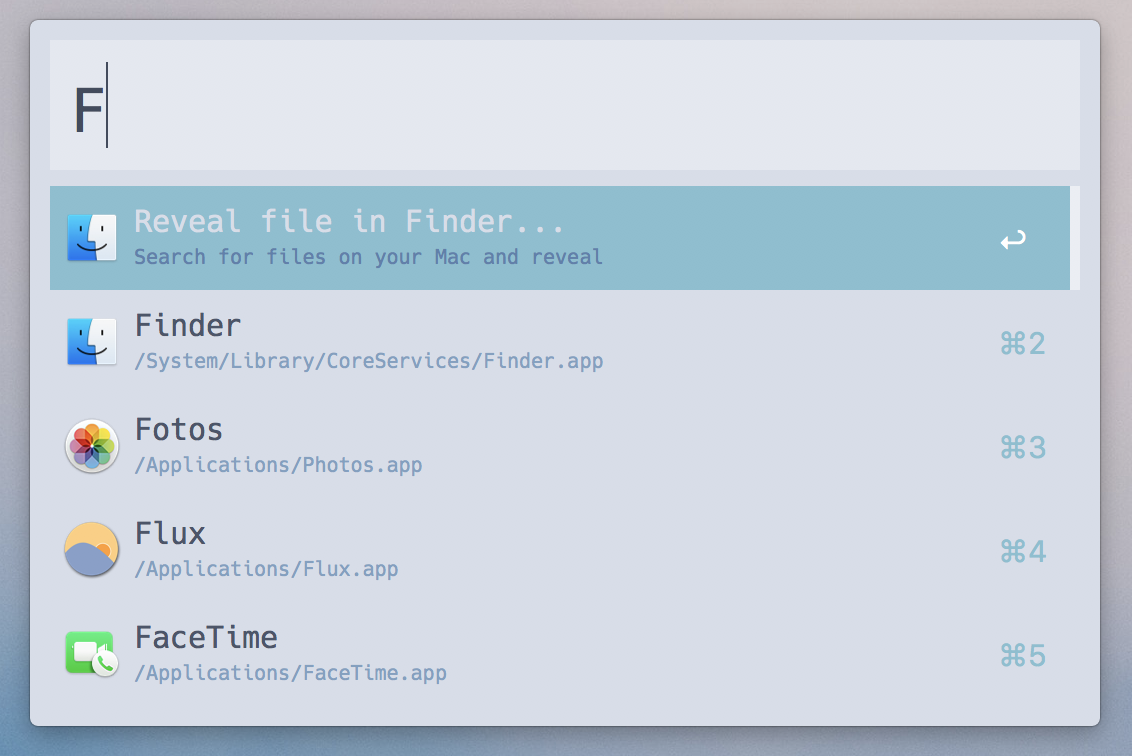 F
Reveal file in Finder...
Search for files on your Mac and reveal
Finder
/System/Library/CoreServices/Finder.app
⌘2
Fotos
/Applications/Photos.app
⌘3
Flux
/Applications/Flux.app
⌘4
FaceTime
/Applications/FaceTime.app
⌘5